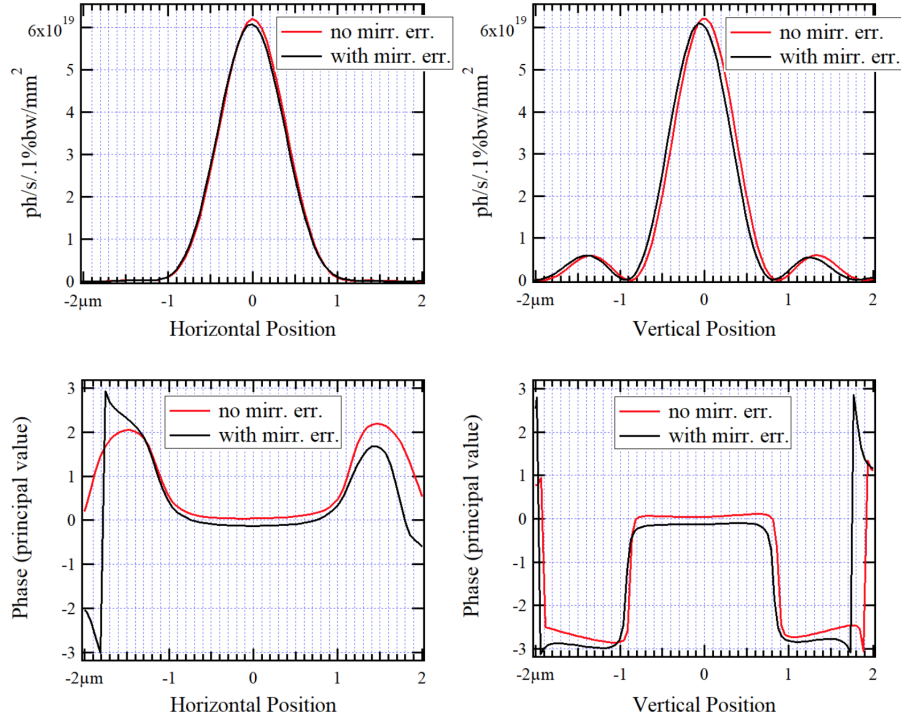 6x10^19
5
4
3
2
1
0
ph/s/.1%bw/mm^2
no mirr. err.
with mirr. err.
-2µm
-1
0
1
2
Horizontal Position
6x10^19
5
4
3
2
1
0
ph/s/.1%bw/mm^2
no mirr. err.
with mirr. err.
-2µm
-1
0
1
2
Vertical Position
3
2
1
0
-1
-2
-3
Phase (principal value)
no mirr. err.
with mirr. err.
-2µm
-1
0
1
2
Horizontal Position
3
2
1
0
-1
-2
-3
Phase (principal value)
no mirr. err.
with mirr. err.
-2µm
-1
0
1
2
Vertical Position